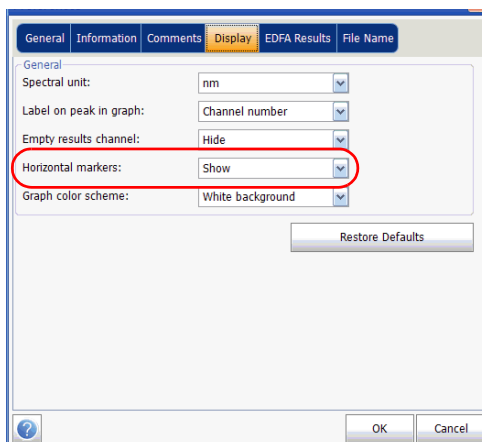 General Information Comments Display EDFA Results File Name
General
Spectral unit: nm
Label on peak in graph: Channel number
Empty results channel: Hide
Horizontal markers: Show
Graph color scheme: White background
Restore Defaults
? OK Cancel